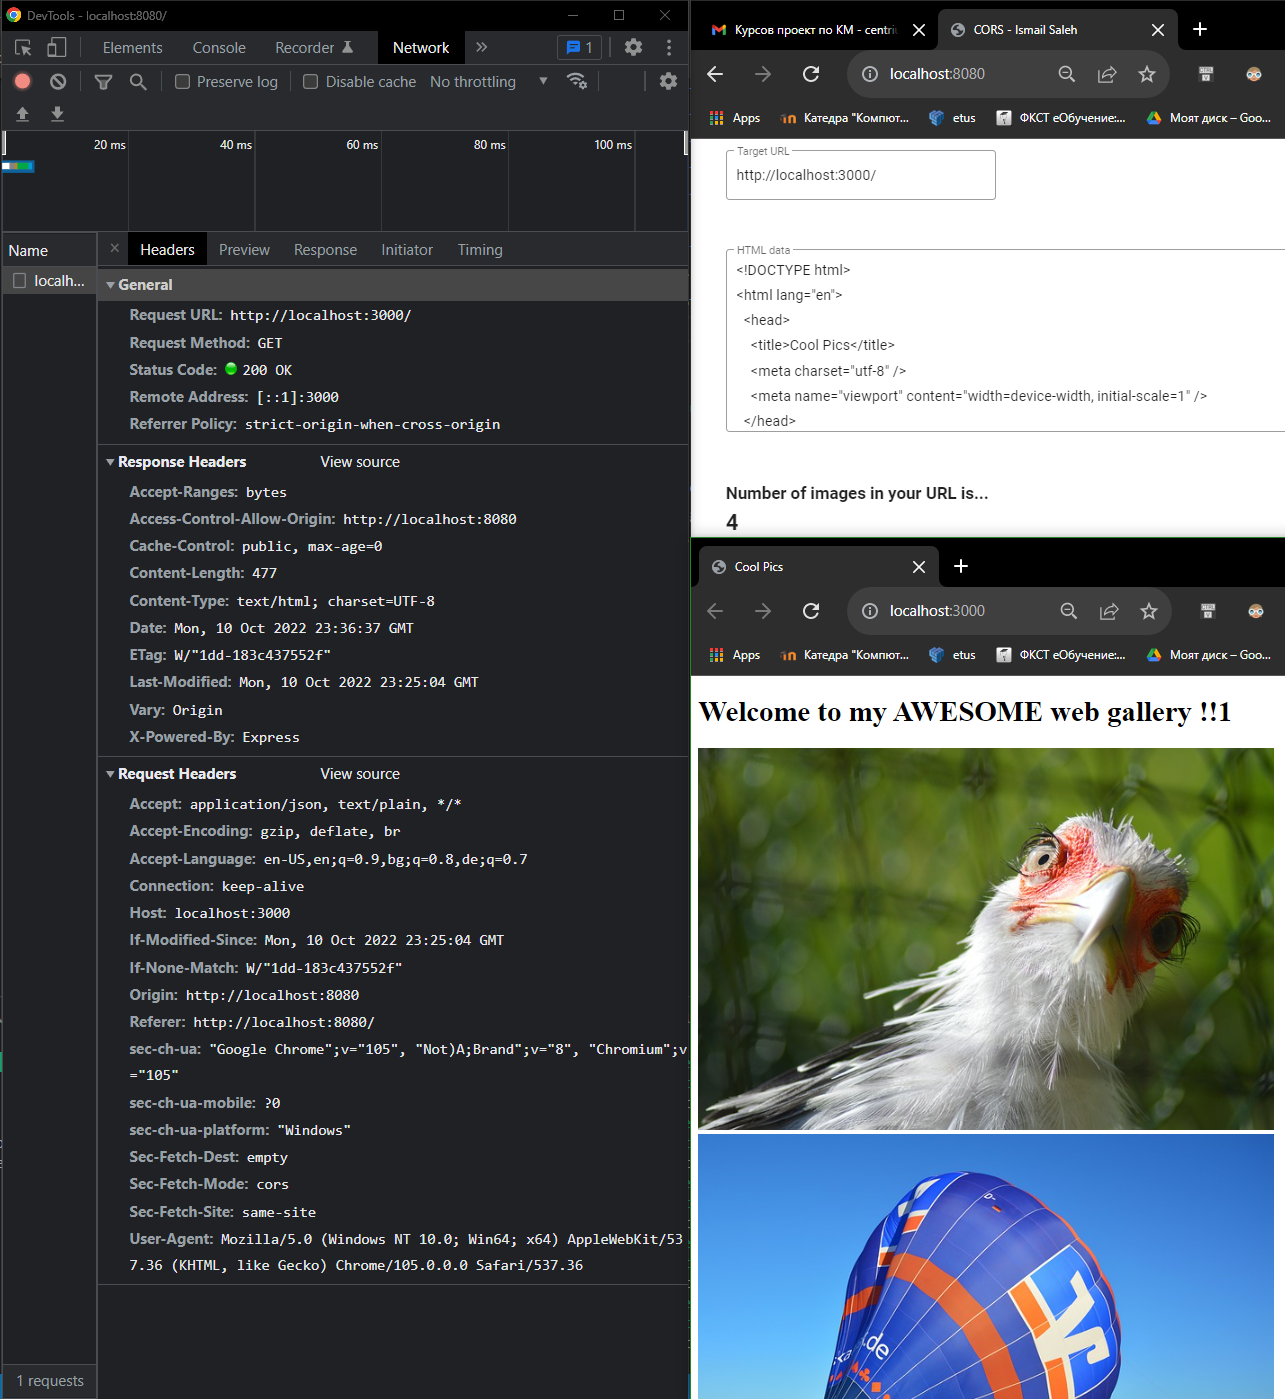 DevTools - localhost:8080/
Elements Console Recorder Network » 1
Preserve log Disable cache No throttling
20 ms 40 ms 60 ms 80 ms 100 ms
Name
localh...
× Headers Preview Response Initiator Timing
General
Request URL: http://localhost:3000/
Request Method: GET
Status Code: 200 OK
Remote Address: [::1]:3000
Referrer Policy: strict-origin-when-cross-origin
Response Headers View source
Accept-Ranges: bytes
Access-Control-Allow-Origin: http://localhost:8080
Cache-Control: public, max-age=0
Content-Length: 477
Content-Type: text/html; charset=UTF-8
Date: Mon, 10 Oct 2022 23:36:37 GMT
ETag: W/"1dd-183c437552f"
Last-Modified: Mon, 10 Oct 2022 23:25:04 GMT
Vary: Origin
X-Powered-By: Express
Request Headers View source
Accept: application/json, text/plain, */*
Accept-Encoding: gzip, deflate, br
Accept-Language: en-US,en;q=0.9,bg;q=0.8,de;q=0.7
Connection: keep-alive
Host: localhost:3000
If-Modified-Since: Mon, 10 Oct 2022 23:25:04 GMT
If-None-Match: W/"1dd-183c437552f"
Origin: http://localhost:8080
Referer: http://localhost:8080/
sec-ch-ua: "Google Chrome";v="105", "Not)A;Brand";v="8", "Chromium";v
="105"
sec-ch-ua-mobile: ?0
sec-ch-ua-platform: "Windows"
Sec-Fetch-Dest: empty
Sec-Fetch-Mode: cors
Sec-Fetch-Site: same-site
User-Agent: Mozilla/5.0 (Windows NT 10.0; Win64; x64) AppleWebKit/53
7.36 (KHTML, like Gecko) Chrome/105.0.0.0 Safari/537.36
1 requests
Курсов проект по КМ - centri CORS - Ismail Saleh
localhost:8080
Apps Катедра "Компют... etus ФКСТ еОбучение:... Моят диск – Goo...
Target URL
http://localhost:3000/
HTML data
<!DOCTYPE html>
<html lang="en">
<head>
<title>Cool Pics</title>
<meta charset="utf-8" />
<meta name="viewport" content="width=device-width, initial-scale=1" />
</head>
Number of images in your URL is...
4
Cool Pics
localhost:3000
Apps Катедра "Компют... etus ФКСТ еОбучение:... Моят диск – Goo...
Welcome to my AWESOME web gallery !!1
.de